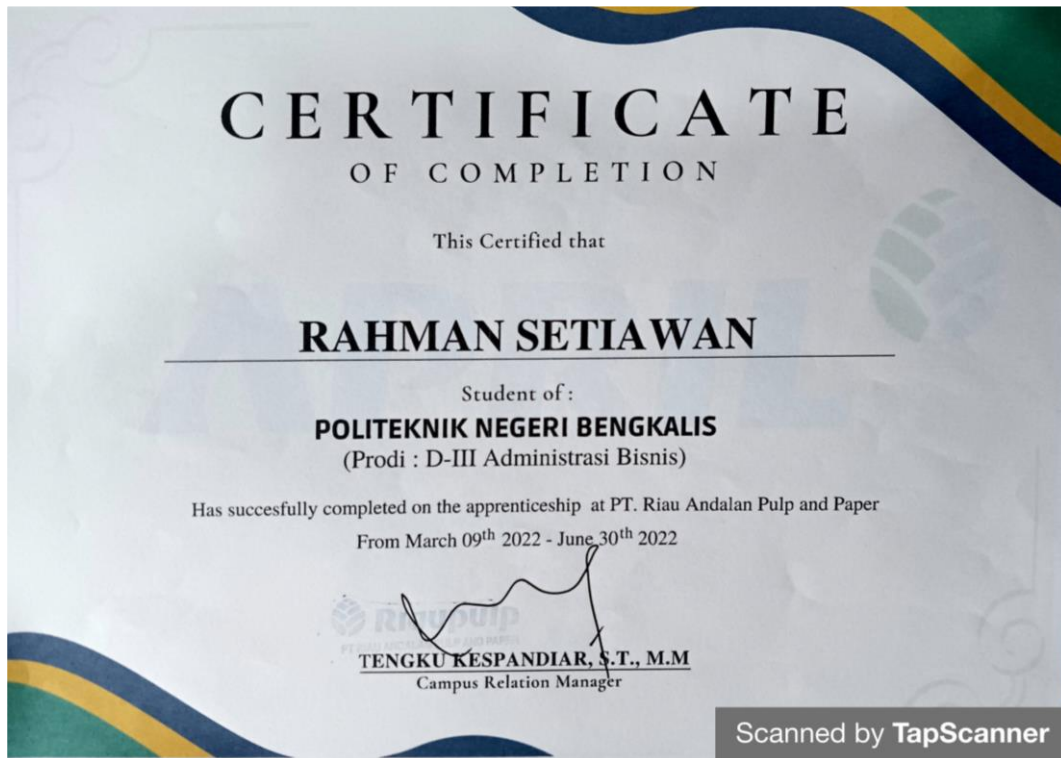 CERTIFICATE
OF COMPLETION
This Certified that
APRIL
RAHMAN SETIAWAN
Student of :
POLITEKNIK NEGERI BENGKALIS
(Prodi : D-III Administrasi Bisnis)
Has succesfully completed on the apprenticeship at PT. Riau Andalan Pulp and Paper
From March 09th 2022 - June 30th 2022
Riaupulp
TENGKU KESPANDIAR, S.T., M.M
Campus Relation Manager
Scanned by TapScanner